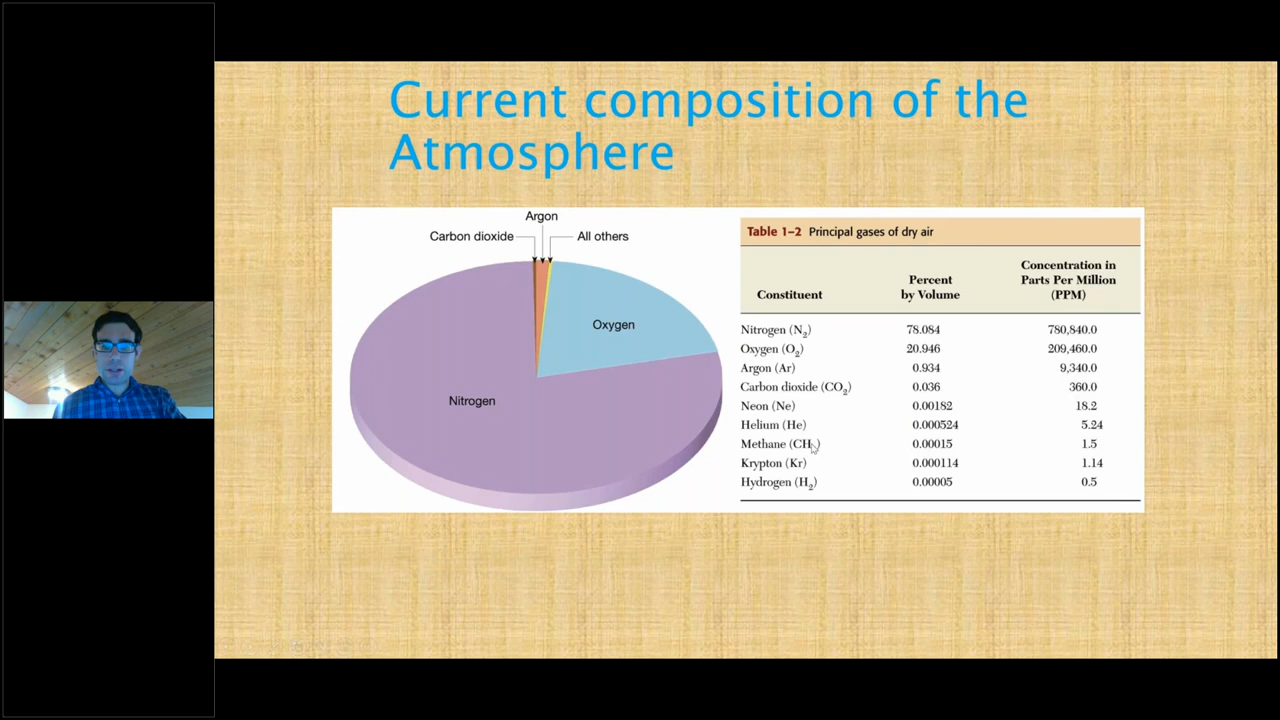 Current composition of the
Atmosphere
Argon
Carbon dioxide
All others
Oxygen
Nitrogen
Table 1–2 Principal gases of dry air
Constituent Percent by Volume Concentration in Parts Per Million (PPM)
Nitrogen (N₂) 78.084 780,840.0
Oxygen (O₂) 20.946 209,460.0
Argon (Ar) 0.934 9,340.0
Carbon dioxide (CO₂) 0.036 360.0
Neon (Ne) 0.00182 18.2
Helium (He) 0.000524 5.24
Methane (CH) 0.00015 1.5
Krypton (Kr) 0.000114 1.14
Hydrogen (H₂) 0.00005 0.5